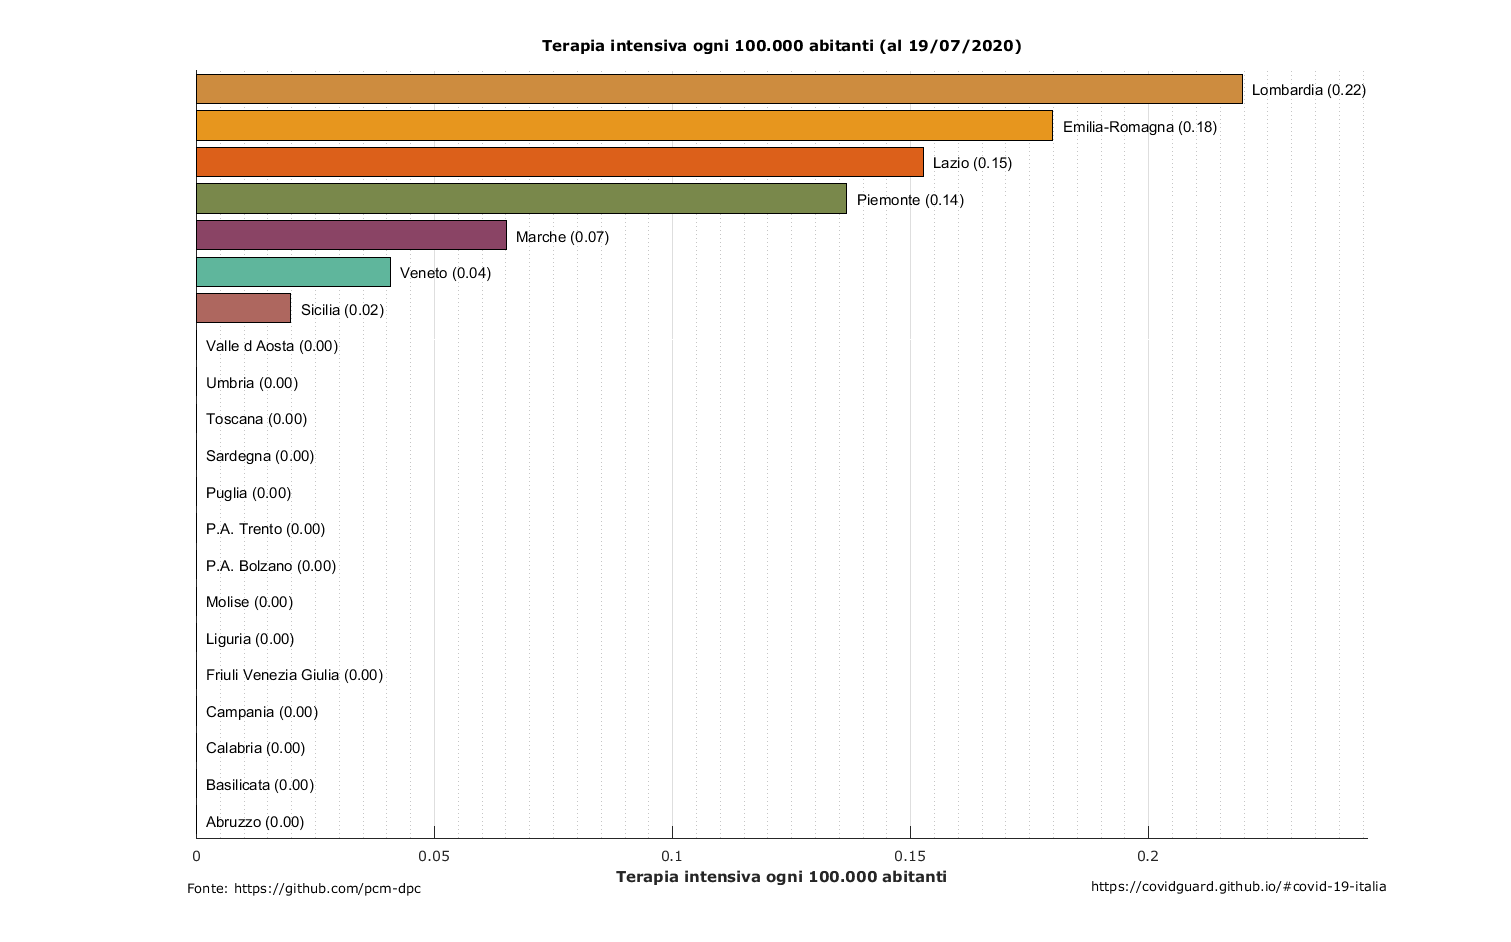 Terapia intensiva ogni 100.000 abitanti (al 19/07/2020)
Lombardia (0.22)
Emilia-Romagna (0.18)
Lazio (0.15)
Piemonte (0.14)
Marche (0.07)
Veneto (0.04)
Sicilia (0.02)
Valle d Aosta (0.00)
Umbria (0.00)
Toscana (0.00)
Sardegna (0.00)
Puglia (0.00)
P.A. Trento (0.00)
P.A. Bolzano (0.00)
Molise (0.00)
Liguria (0.00)
Friuli Venezia Giulia (0.00)
Campania (0.00)
Calabria (0.00)
Basilicata (0.00)
Abruzzo (0.00)
0 0.05 0.1 0.15 0.2
Terapia intensiva ogni 100.000 abitanti
Fonte: https://github.com/pcm-dpc
https://covidguard.github.io/#covid-19-italia